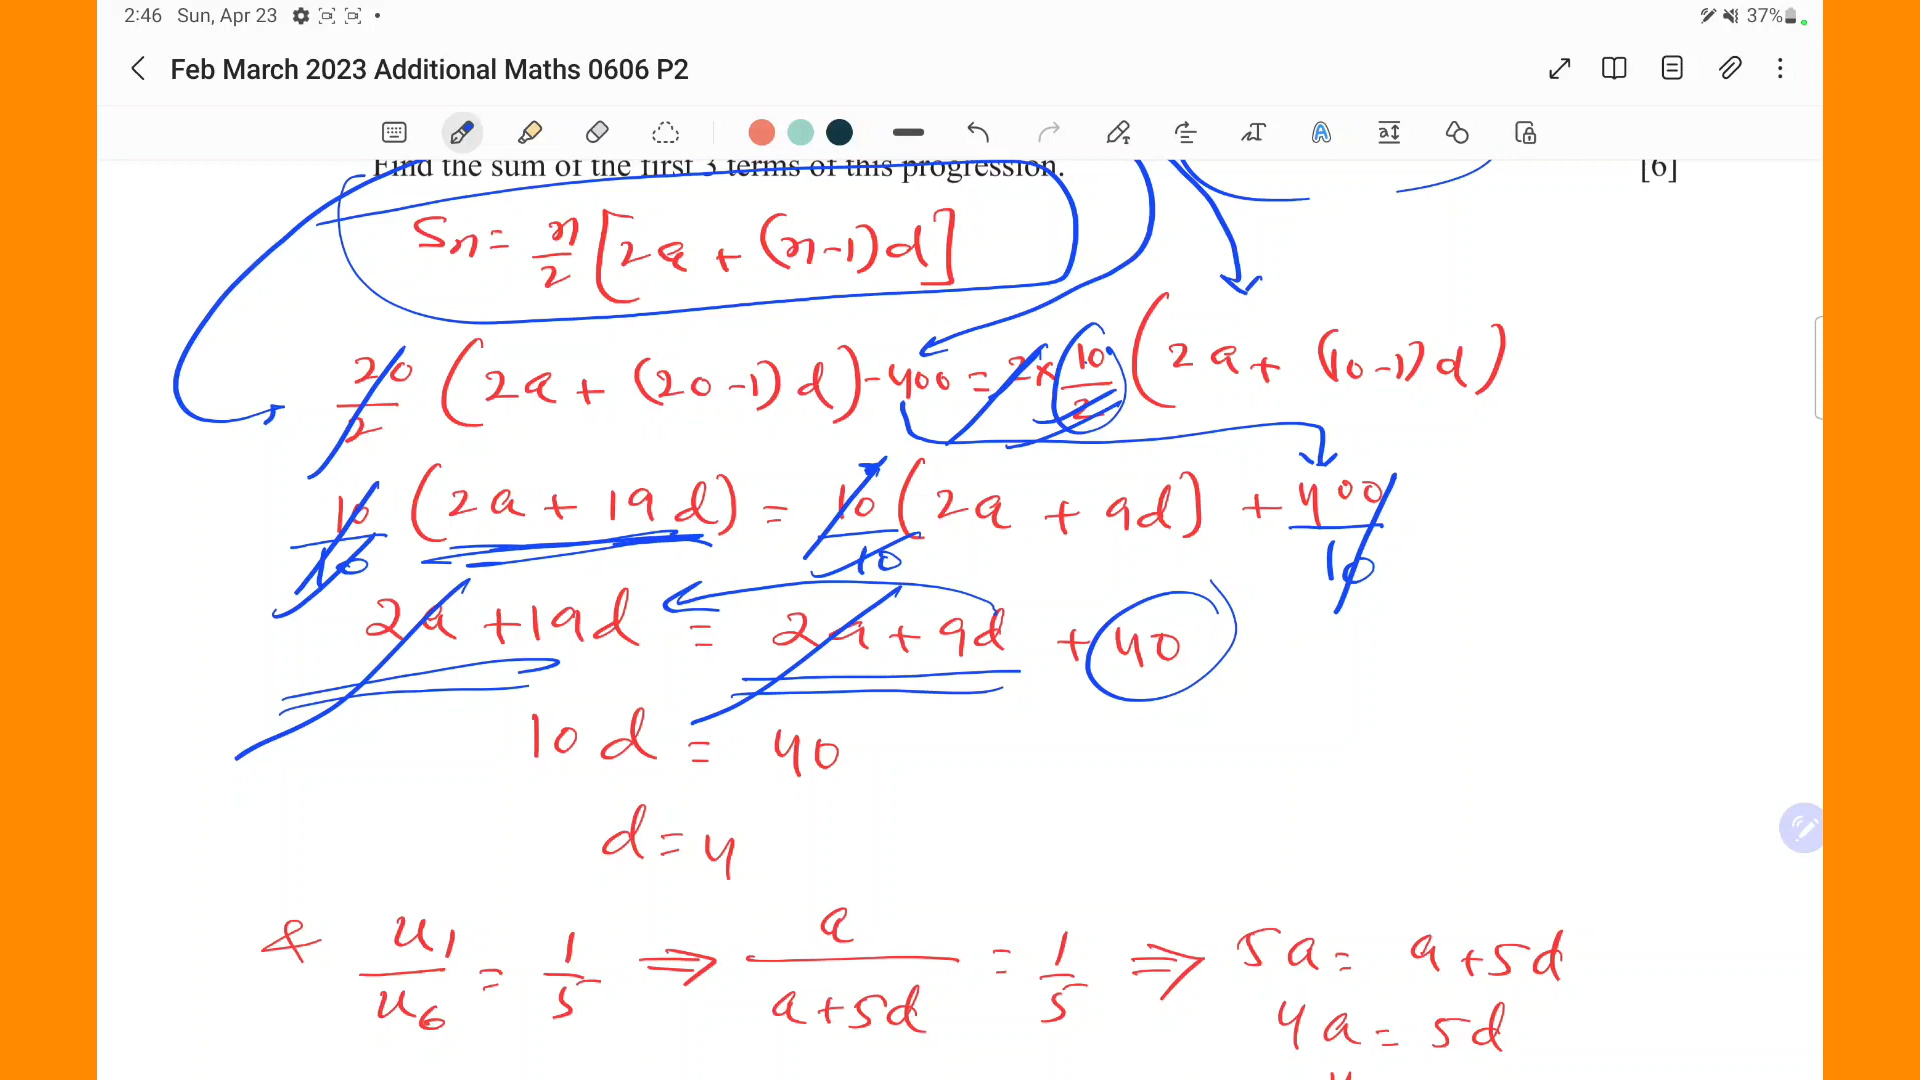 2:46 Sun, Apr 23
37%
Feb March 2023 Additional Maths 0606 P2
Find the sum of the first 3 terms of this progression. [6]
Sn = n/2 [2a + (n-1)d]
20/2 (2a + (20-1)d) - 400 = 2 x 10/2 (2a + (10-1)d)
10/10 (2a + 19d) = 10/10 (2a + 9d) + 400/10
2a + 19d = 2a + 9d + 40
10d = 40
d = 4
& u1/u6 = 1/5 ⇒ a/a+5d = 1/5 ⇒ 5a = a + 5d
4a = 5d